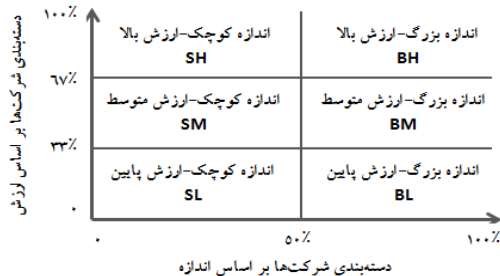 ۱۰۰٪
اندازه کوچک-ارزش بالا
SH
اندازه بزرگ-ارزش بالا
BH
۶۷٪
اندازه کوچک-ارزش متوسط
SM
اندازه بزرگ-ارزش متوسط
BM
۳۳٪
اندازه کوچک-ارزش پایین
SL
اندازه بزرگ-ارزش پایین
BL
۰
۰
۵۰٪
۱۰۰٪
دسته‌بندی شرکت‌ها بر اساس اندازه
دسته‌بندی شرکت‌ها بر اساس ارزش